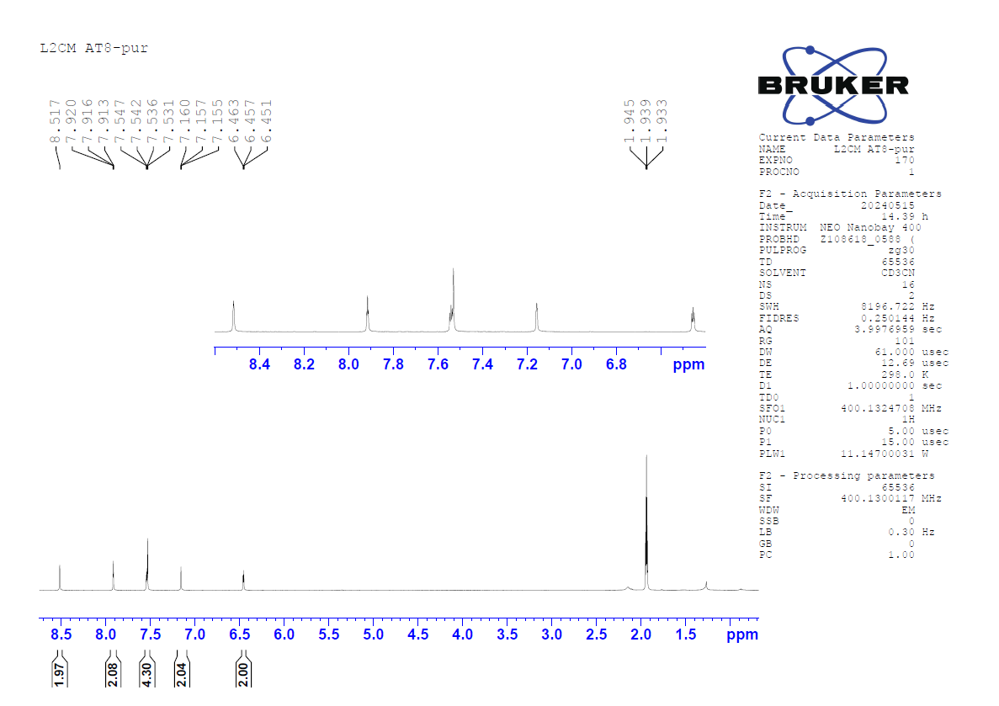 L2CM AT8-pur
8.517
7.920
7.916
7.913
7.547
7.542
7.536
7.531
7.160
7.157
7.155
6.463
6.457
6.451
1.945
1.939
1.933
BRUKER
Current Data Parameters
NAME L2CM AT8-pur
EXPNO 170
PROCNO 1
F2 - Acquisition Parameters
Date_ 20240515
Time 14.39 h
INSTRUM NEO Nanobay 400
PROBHD Z108618_0588 (
PULPROG zg30
TD 65536
SOLVENT CD3CN
NS 16
DS 2
SWH 8196.722 Hz
FIDRES 0.250144 Hz
AQ 3.9976959 sec
RG 101
DW 61.000 usec
DE 12.69 usec
TE 298.0 K
D1 1.00000000 sec
TD0 1
SFO1 400.1324708 MHz
NUC1 1H
P0 5.00 usec
P1 15.00 usec
PLW1 11.14700031 W
F2 - Processing parameters
SI 65536
SF 400.1300117 MHz
WDW EM
SSB 0
LB 0.30 Hz
GB 0
PC 1.00
8.4 8.2 8.0 7.8 7.6 7.4 7.2 7.0 6.8 ppm
8.5 8.0 7.5 7.0 6.5 6.0 5.5 5.0 4.5 4.0 3.5 3.0 2.5 2.0 1.5 ppm
1.97
2.08
4.30
2.04
2.00